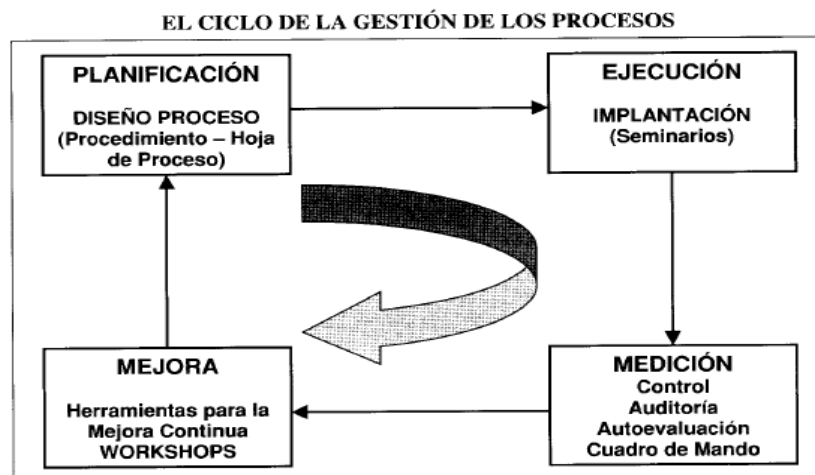 EL CICLO DE LA GESTIÓN DE LOS PROCESOS
PLANIFICACIÓN
DISEÑO PROCESO
(Procedimiento – Hoja
de Proceso)
EJECUCIÓN
IMPLANTACIÓN
(Seminarios)
MEJORA
Herramientas para la
Mejora Continua
WORKSHOPS
MEDICIÓN
Control
Auditoría
Autoevaluación
Cuadro de Mando